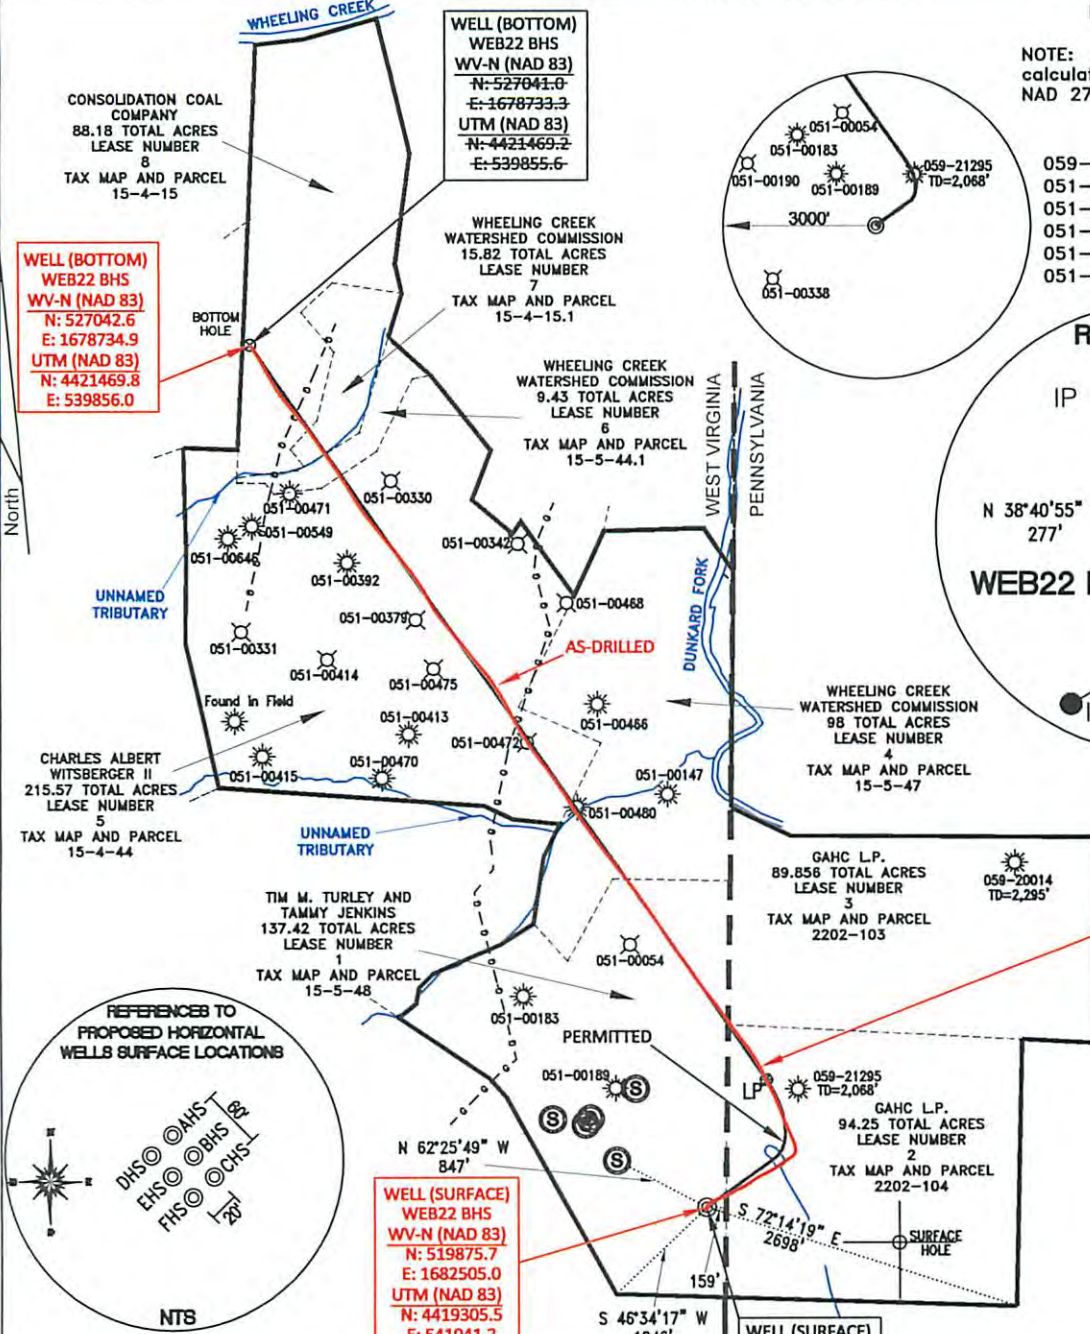 WHEELING CREEK
WELL (BOTTOM)
WEB22 BHS
WV-N (NAD 83)
N: 527041.0
E: 1678733.3
UTM (NAD 83)
N: 4421469.2
E: 539855.6
NOTE:
NAD 27
CONSOLIDATION COAL
COMPANY
88.18 TOTAL ACRES
LEASE NUMBER
8
TAX MAP AND PARCEL
15-4-15
051-00054
051-00183
051-00190
051-00189
059-21295
TD=2,068'
3000'
051-00338
059-
051-
051-
051-
051-
051-
WHEELING CREEK
WATERSHED COMMISSION
15.82 TOTAL ACRES
LEASE NUMBER
7
TAX MAP AND PARCEL
15-4-15.1
WELL (BOTTOM)
WEB22 BHS
WV-N (NAD 83)
N: 527042.6
E: 1678734.9
UTM (NAD 83)
N: 4421469.8
E: 539856.0
BOTTOM
HOLE
WHEELING CREEK
WATERSHED COMMISSION
9.43 TOTAL ACRES
LEASE NUMBER
6
TAX MAP AND PARCEL
15-5-44.1
WEST VIRGINIA
PENNSYLVANIA
IP
N 38°40'55"
277'
WEB22
North
051-00330
051-00471
051-00549
051-00646
051-00342
051-00392
UNNAMED
TRIBUTARY
051-00468
051-00379
051-00331
AS-DRILLED
DUNKARD FORK
051-00414
051-00475
Found in Field
051-00413
051-00466
051-00472
WHEELING CREEK
WATERSHED COMMISSION
98 TOTAL ACRES
LEASE NUMBER
4
TAX MAP AND PARCEL
15-5-47
CHARLES ALBERT
WITSBERGER II
215.57 TOTAL ACRES
LEASE NUMBER
5
TAX MAP AND PARCEL
15-4-44
051-00415
051-00470
051-00147
051-00480
UNNAMED
TRIBUTARY
GAHC L.P.
89.856 TOTAL ACRES
LEASE NUMBER
3
TAX MAP AND PARCEL
2202-103
059-20014
TD=2,295'
TIM M. TURLEY AND
TAMMY JENKINS
137.42 TOTAL ACRES
LEASE NUMBER
1
TAX MAP AND PARCEL
15-5-48
051-00054
051-00183
REFERENCES TO
PROPOSED HORIZONTAL
WELLS SURFACE LOCATIONS
AHS
60'
BHS
DHS
CHS
EHS
FHS
20'
NTS
PERMITTED
051-00189
S
S
S
LP
059-21295
TD=2,068'
GAHC L.P.
94.25 TOTAL ACRES
LEASE NUMBER
2
TAX MAP AND PARCEL
2202-104
N 62°25'49" W
847'
WELL (SURFACE)
WEB22 BHS
WV-N (NAD 83)
N: 519875.7
E: 1682505.0
UTM (NAD 83)
N: 4419305.5
S 72°14'19" E
2698'
SURFACE
HOLE
159'
S 46°34'17" W
WELL (SURFACE)